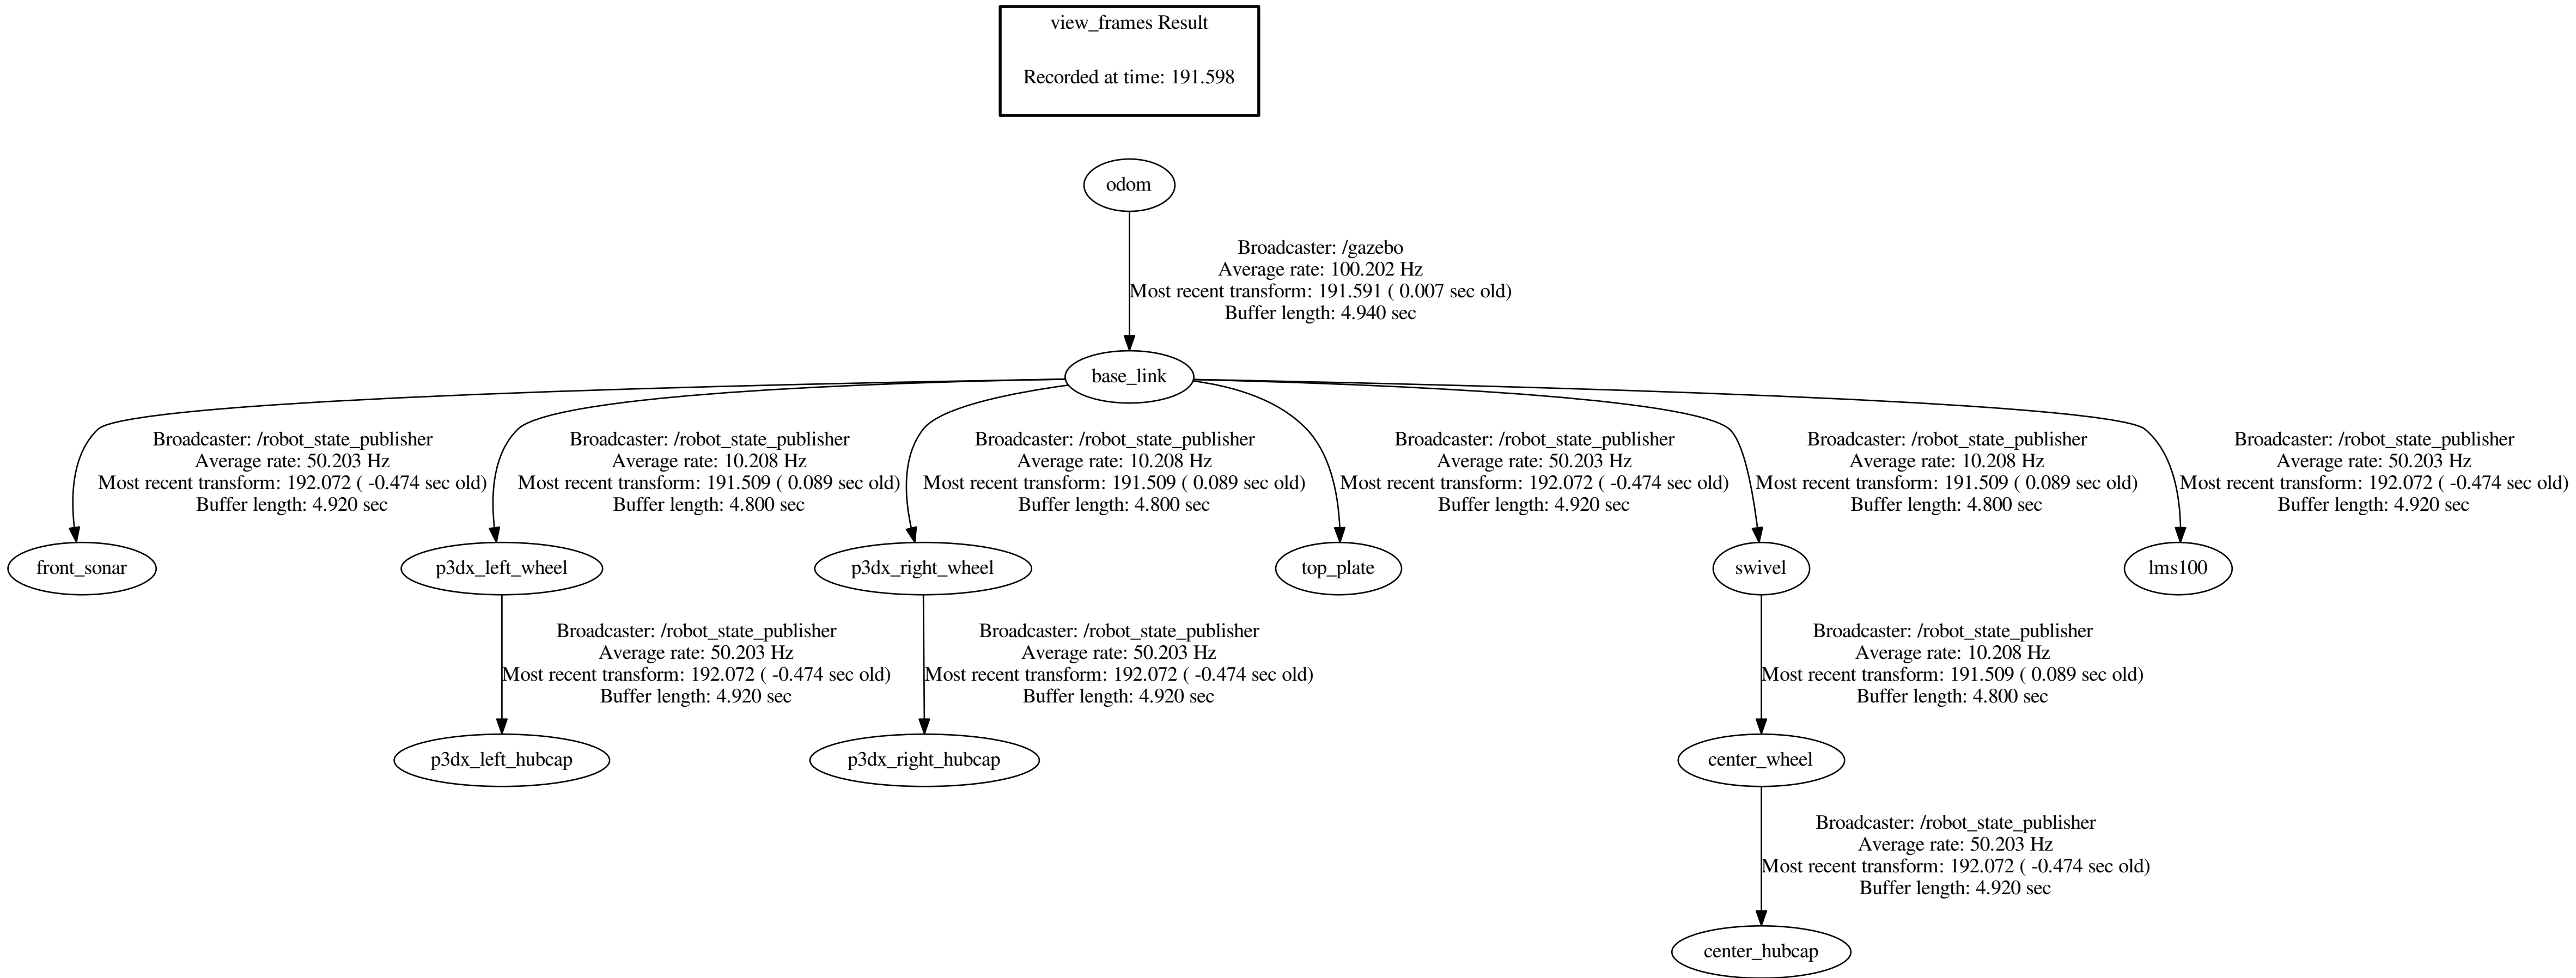 view_frames Result
Recorded at time: 191.598
odom
Broadcaster: /gazebo
Average rate: 100.202 Hz
Most recent transform: 191.591 ( 0.007 sec old)
Buffer length: 4.940 sec
base_link
Broadcaster: /robot_state_publisher
Average rate: 50.203 Hz
Most recent transform: 192.072 ( -0.474 sec old)
Buffer length: 4.920 sec
Broadcaster: /robot_state_publisher
Average rate: 10.208 Hz
Most recent transform: 191.509 ( 0.089 sec old)
Buffer length: 4.800 sec
Broadcaster: /robot_state_publisher
Average rate: 10.208 Hz
Most recent transform: 191.509 ( 0.089 sec old)
Buffer length: 4.800 sec
Broadcaster: /robot_state_publisher
Average rate: 50.203 Hz
Most recent transform: 192.072 ( -0.474 sec old)
Buffer length: 4.920 sec
Broadcaster: /robot_state_publisher
Average rate: 10.208 Hz
Most recent transform: 191.509 ( 0.089 sec old)
Buffer length: 4.800 sec
Broadcaster: /robot_state_publisher
Average rate: 50.203 Hz
Most recent transform: 192.072 ( -0.474 sec old)
Buffer length: 4.920 sec
front_sonar
p3dx_left_wheel
p3dx_right_wheel
top_plate
swivel
lms100
Broadcaster: /robot_state_publisher
Average rate: 50.203 Hz
Most recent transform: 192.072 ( -0.474 sec old)
Buffer length: 4.920 sec
Broadcaster: /robot_state_publisher
Average rate: 50.203 Hz
Most recent transform: 192.072 ( -0.474 sec old)
Buffer length: 4.920 sec
Broadcaster: /robot_state_publisher
Average rate: 10.208 Hz
Most recent transform: 191.509 ( 0.089 sec old)
Buffer length: 4.800 sec
p3dx_left_hubcap
p3dx_right_hubcap
center_wheel
Broadcaster: /robot_state_publisher
Average rate: 50.203 Hz
Most recent transform: 192.072 ( -0.474 sec old)
Buffer length: 4.920 sec
center_hubcap